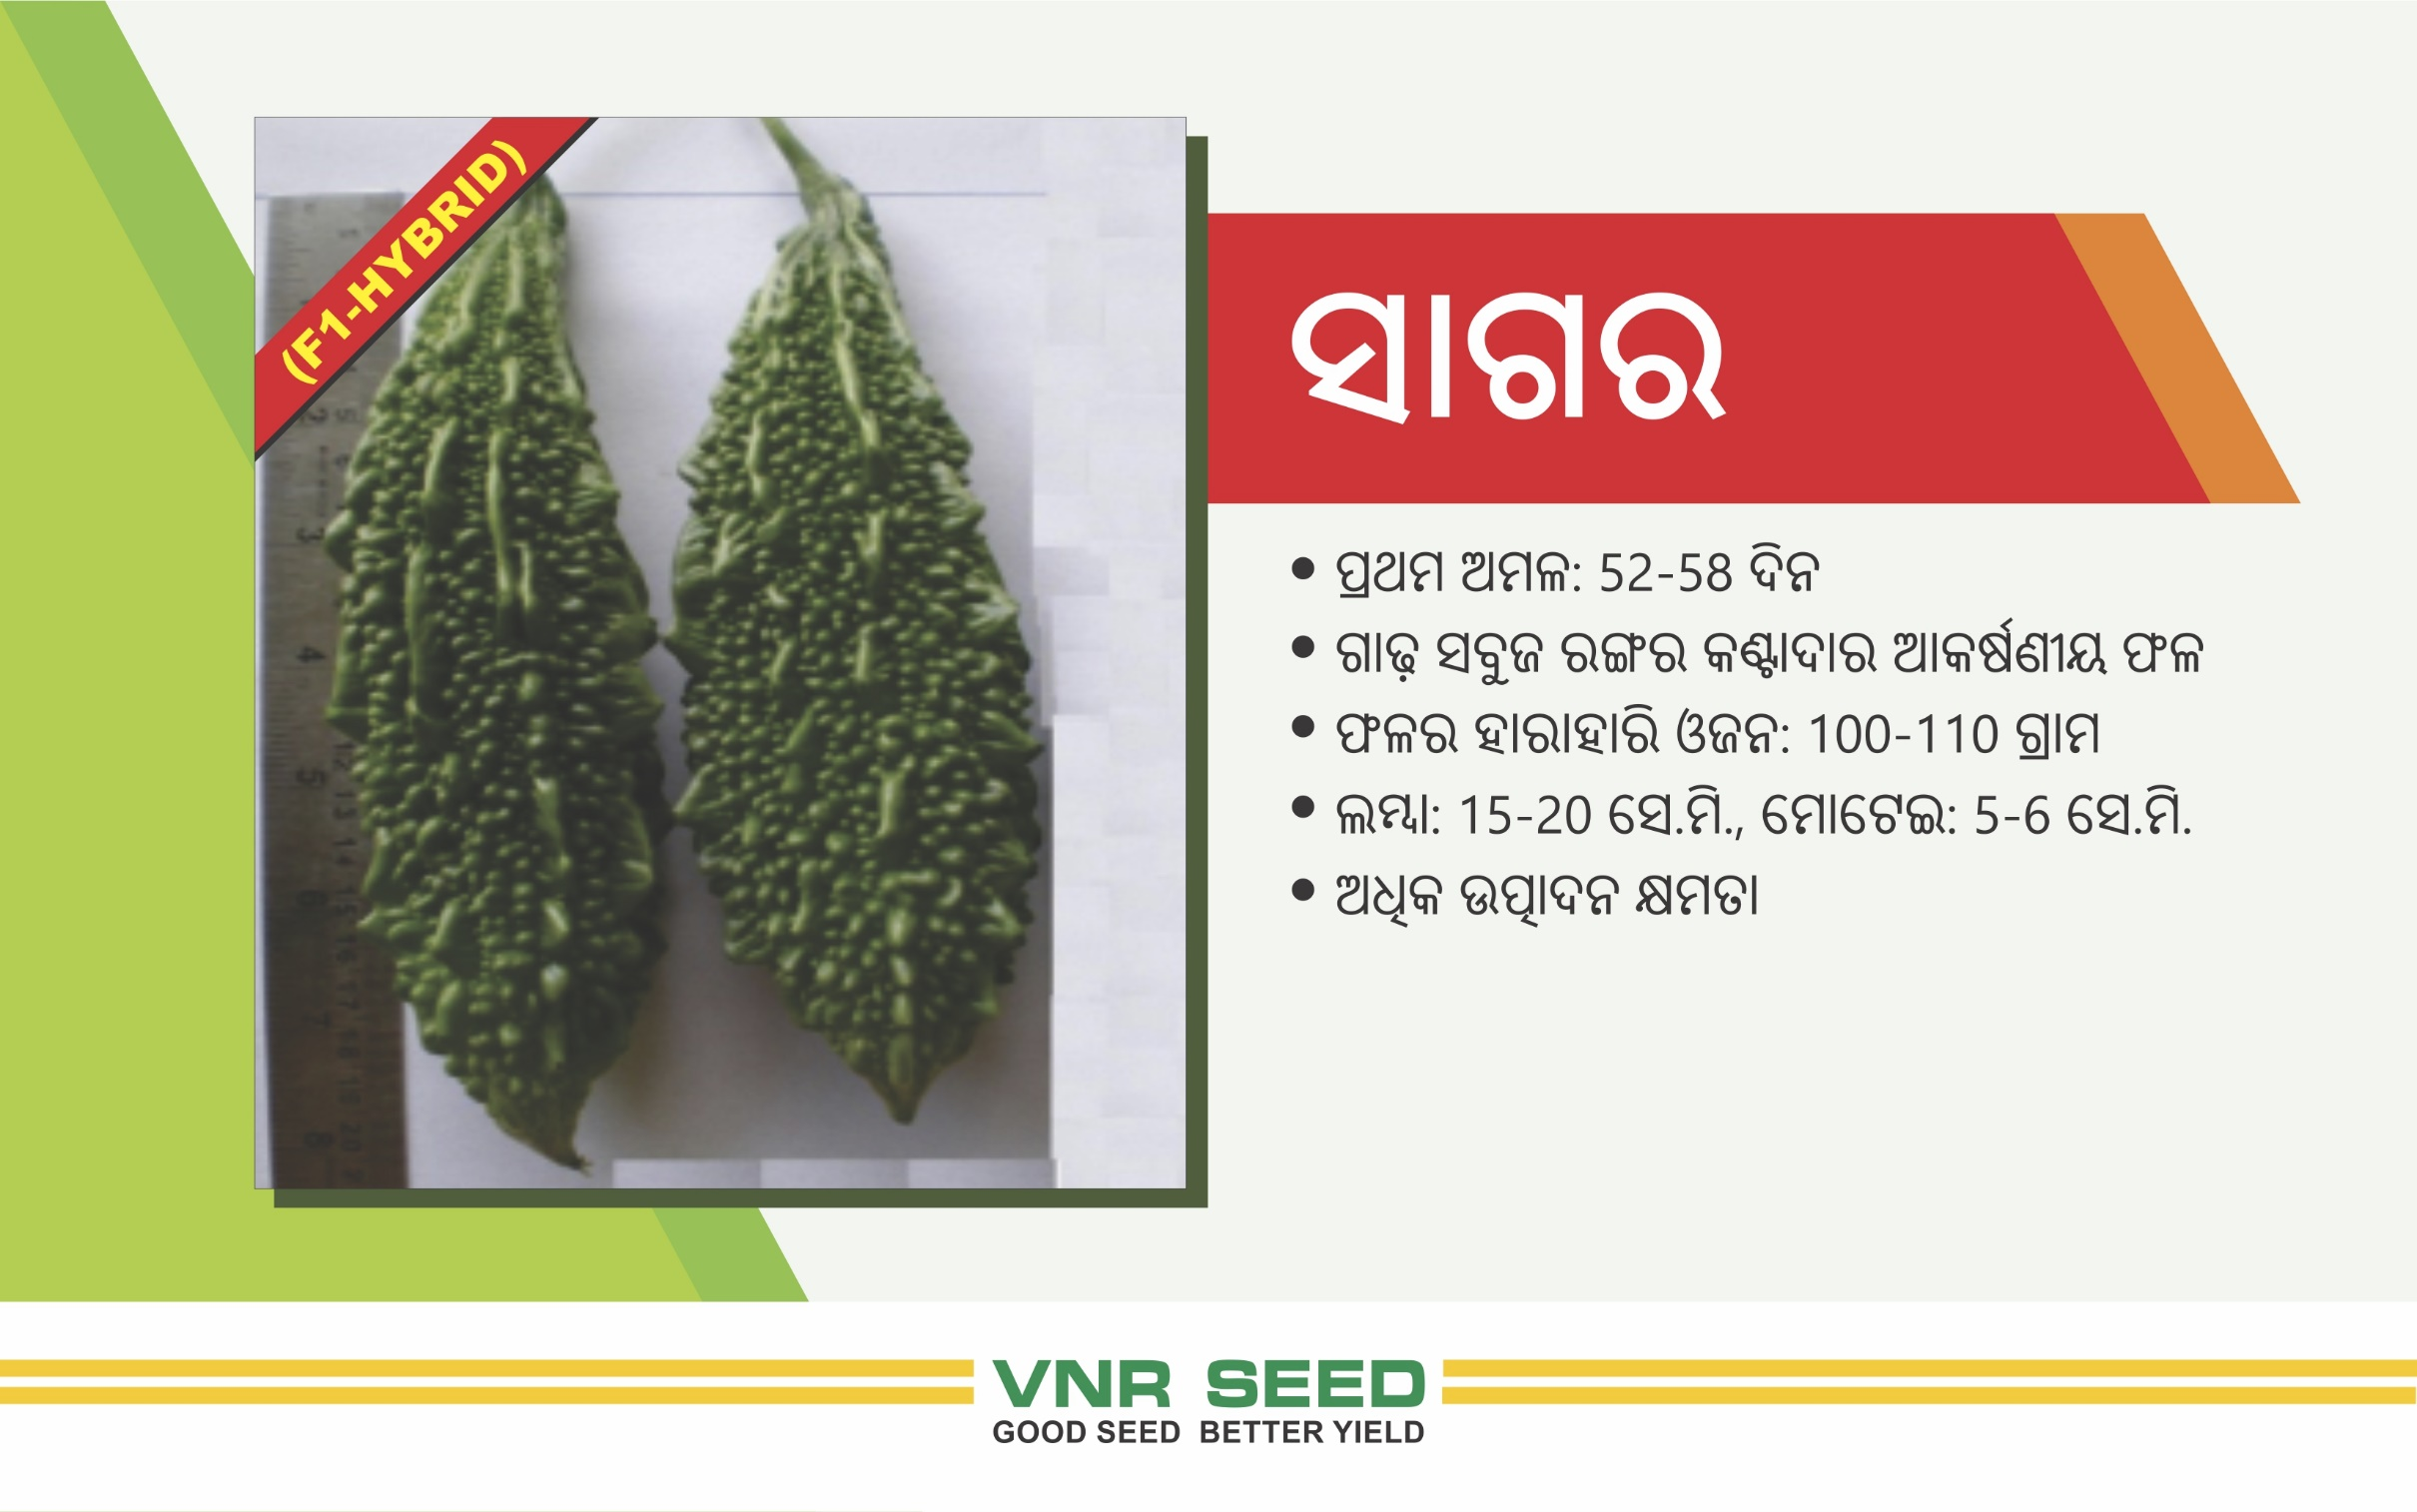 (F1-HYBRID))
ସାଗର
• ପ୍ରଥମ ଅମଳ: 52-58 ଦିନ
• ଗାଢ଼ ସବୁଜ ରଙ୍ଗର କଣ୍ଟାଦାର ଆକର୍ଷଣୀୟ ଫଳ
• ଫଳର ହାରାହାରି ଓଜନ: 100-110 ଗ୍ରାମ
• ଲମ୍ବା: 15-20 ସେ.ମି., ମୋଟେଇ: 5-6 ସେ.ମି.
• ଅଧିକ ଉତ୍ପାଦନ କ୍ଷମତା
VNR SEED
GOOD SEED BETTER YIELD